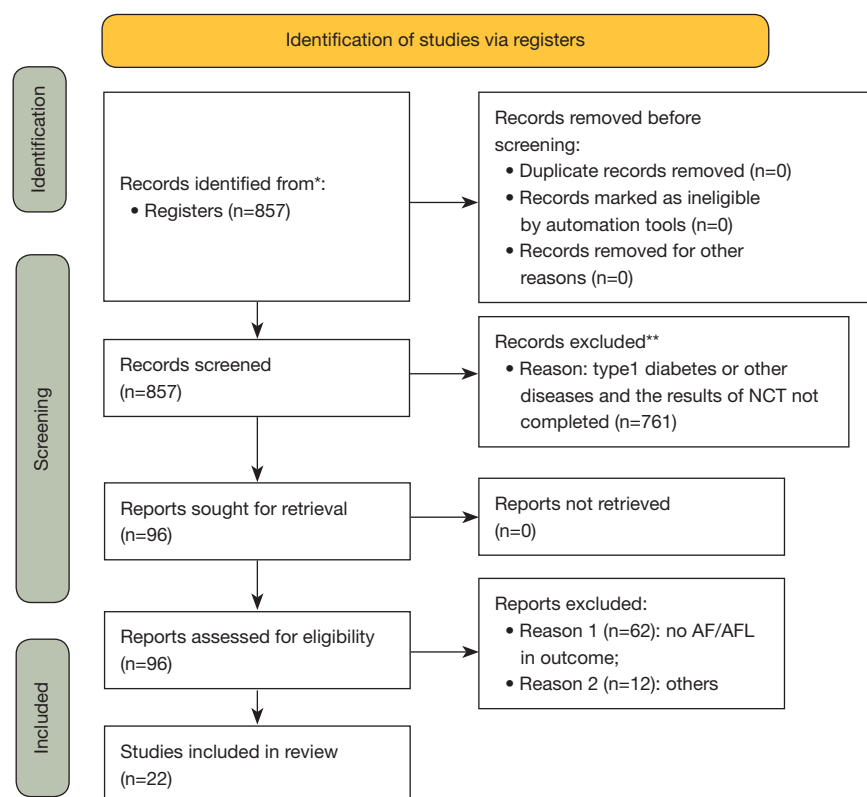 Identification of studies via registers
Identification
Records identified from*:
• Registers (n=857)
Records removed before
screening:
• Duplicate records removed (n=0)
• Records marked as ineligible
by automation tools (n=0)
• Records removed for other
reasons (n=0)
Screening
Records screened
(n=857)
Records excluded**
• Reason: type1 diabetes or other
diseases and the results of NCT not
completed (n=761)
Reports sought for retrieval
(n=96)
Reports not retrieved
(n=0)
Reports assessed for eligibility
(n=96)
Reports excluded:
• Reason 1 (n=62): no AF/AFL
in outcome;
• Reason 2 (n=12): others
Included
Studies included in review
(n=22)